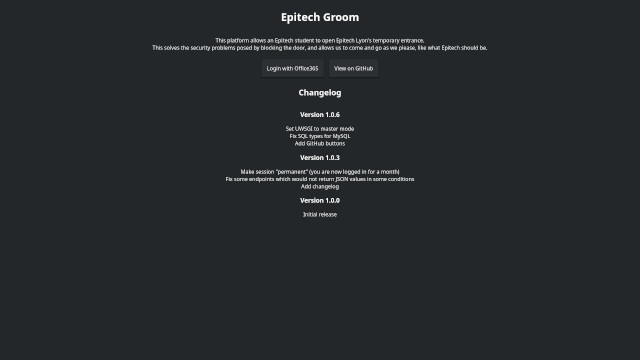 Epitech Groom
This platform allows an Epitech student to open Epitech Lyon's temporary entrance.
This solves the security problems posed by blocking the door, and allows us to come and go as we please, like what Epitech should be.
Login with Office365
View on GitHub
Changelog
Version 1.0.6
Set UWSGI to master mode
Fix SQL types for MySQL
Add GitHub buttons
Version 1.0.3
Make session "permanent" (you are now logged in for a month)
Fix some endpoints which would not return JSON values in some conditions
Add changelog
Version 1.0.0
Initial release